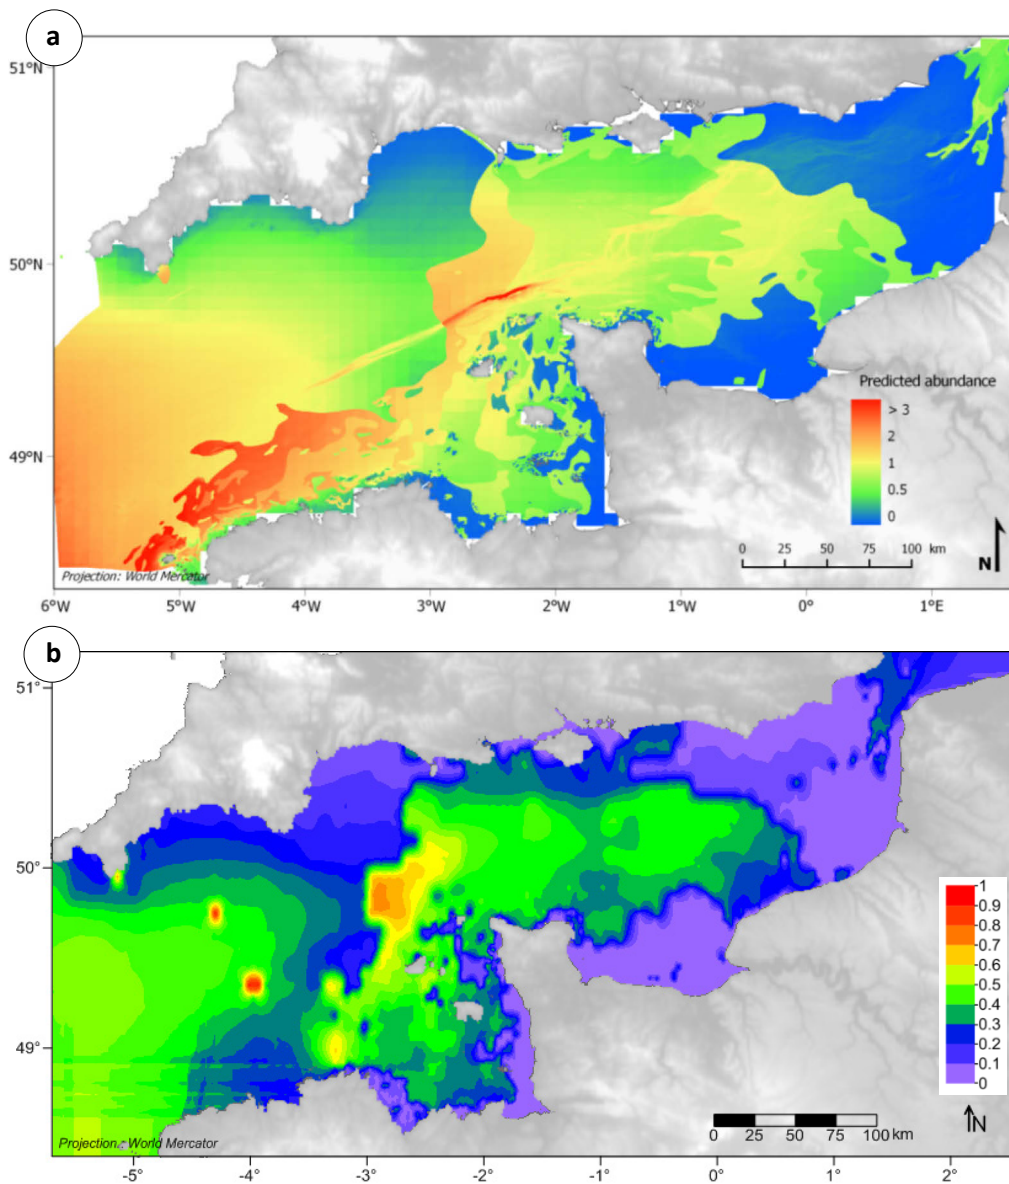 a
51°N
50°N
49°N
Predicted abundance
> 3
2
1
0.5
0
0 25 50 75 100 km
N
Projection: World Mercator
6°W 5°W 4°W 3°W 2°W 1°W 0° 1°E
b
51°
50°
49°
1
0.9
0.8
0.7
0.6
0.5
0.4
0.3
0.2
0.1
0
N
0 25 50 75 100 km
Projection.: World Mercator
-5° -4° -3° -2° -1° 0° 1° 2°